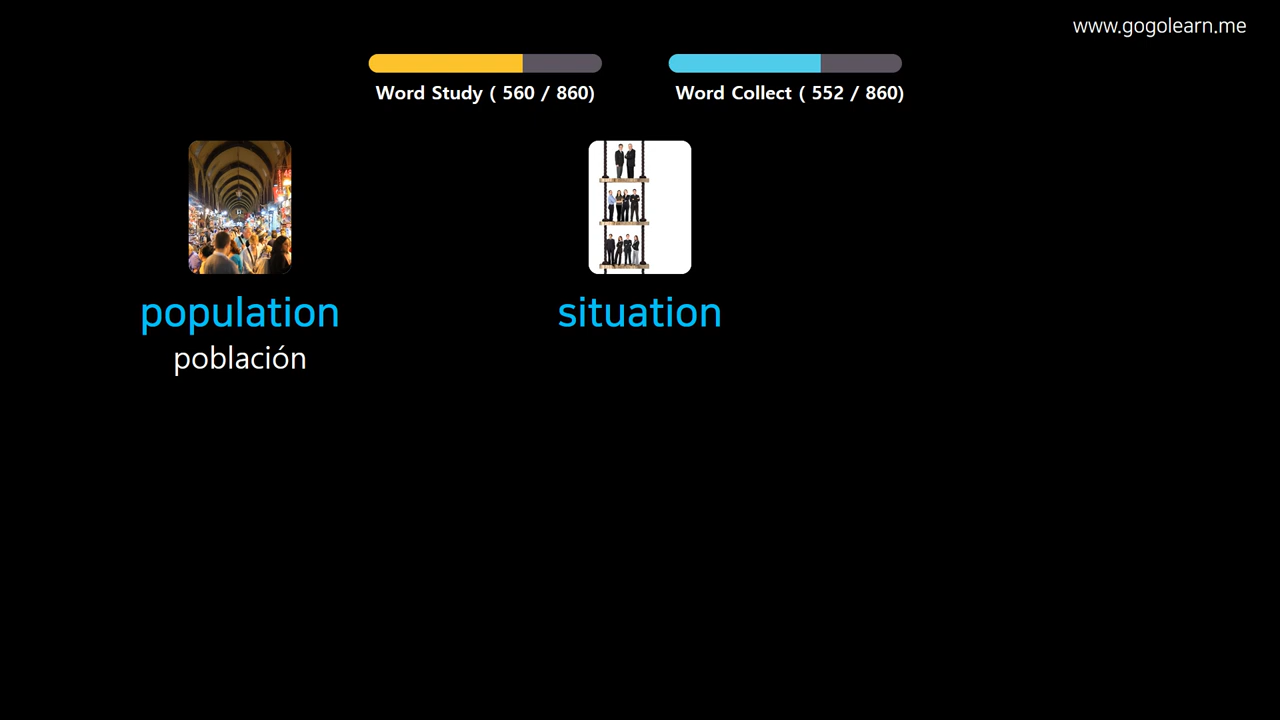 www.gogolearn.me
Word Study ( 560 / 860)
Word Collect ( 552 / 860)
population
situation
población